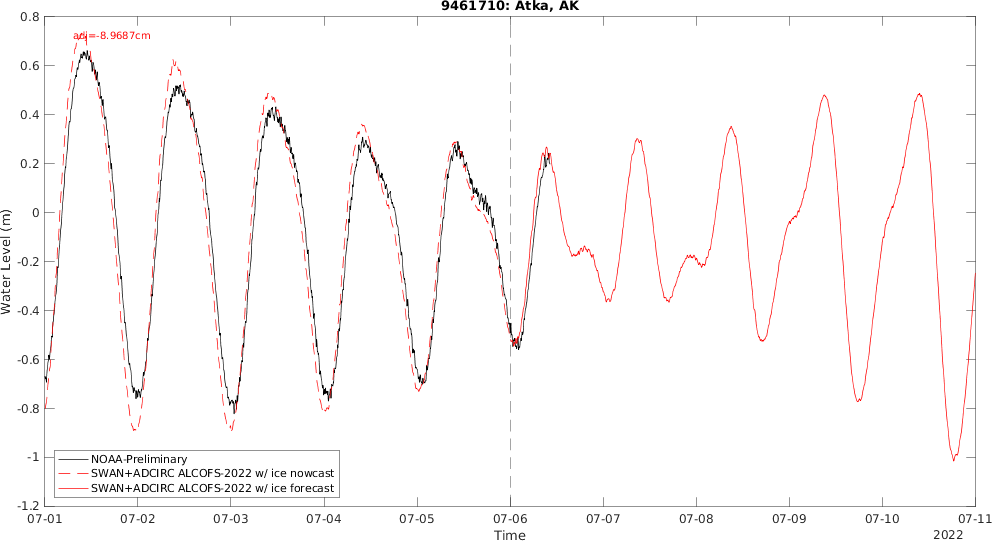 9461710: Atka, AK
adj=-8.9687cm
Water Level (m)
0.8
0.6
0.4
0.2
0
-0.2
-0.4
-0.6
-0.8
-1
-1.2
NOAA-Preliminary
SWAN+ADCIRC ALCOFS-2022 w/ ice nowcast
SWAN+ADCIRC ALCOFS-2022 w/ ice forecast
07-01 07-02 07-03 07-04 07-05 07-06 07-07 07-08 07-09 07-10 07-11
Time
2022